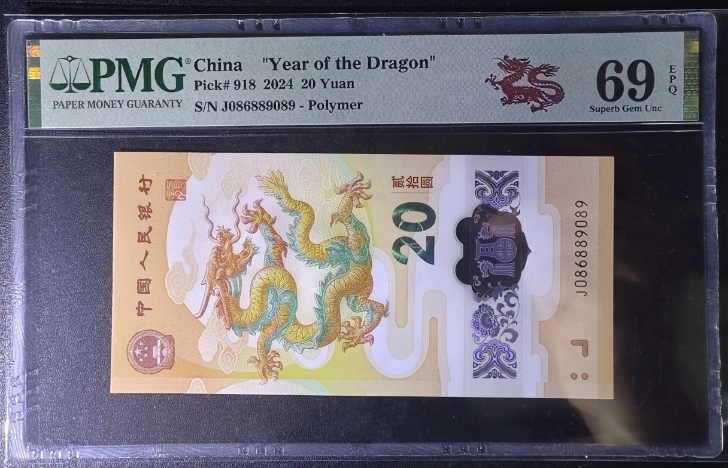 PMG®
PAPER MONEY GUARANTY
China "Year of the Dragon"
Pick# 918 2024 20 Yuan
S/N J086889089 - Polymer
69
EPQ
Superb Gem Unc
中国人民银行
贰拾圆
20
J086889089